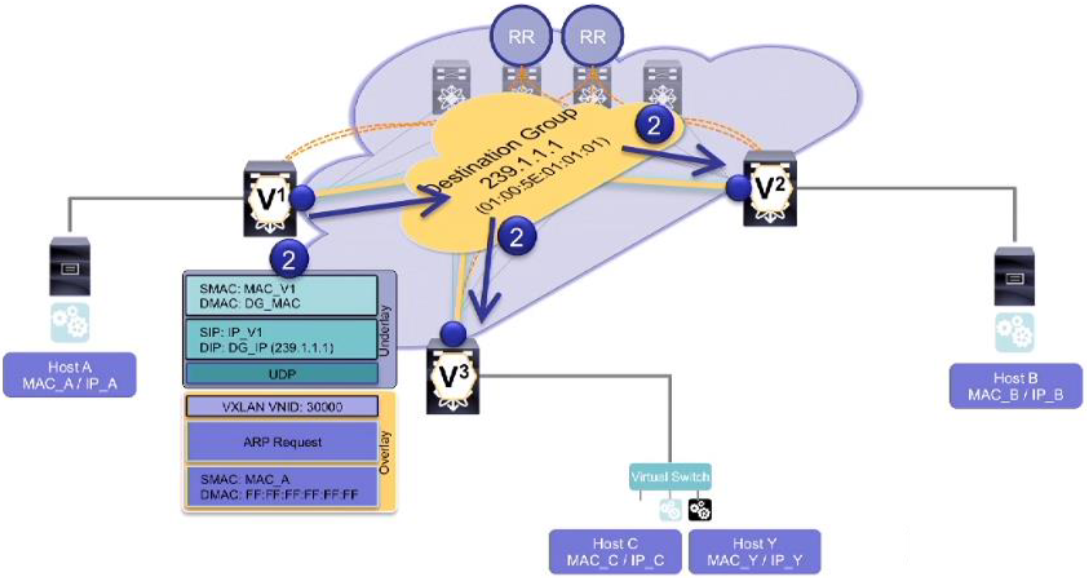 RR
RR
Destination Group
239.1.1.1
(01:00:5E:01:01:01)
2
V1
V2
2
2
SMAC: MAC_V1
DMAC: DG_MAC
SIP: IP_V1
DIP: DG_IP (239.1.1.1)
UDP
Underlay
VXLAN VNID: 30000
ARP Request
SMAC: MAC_A
DMAC: FF:FF:FF:FF:FF:FF
Overlay
V3
Host A
MAC_A / IP_A
Host B
MAC_B / IP_B
Virtual Switch
Host C
MAC_C / IP_C
Host Y
MAC_Y / IP_Y